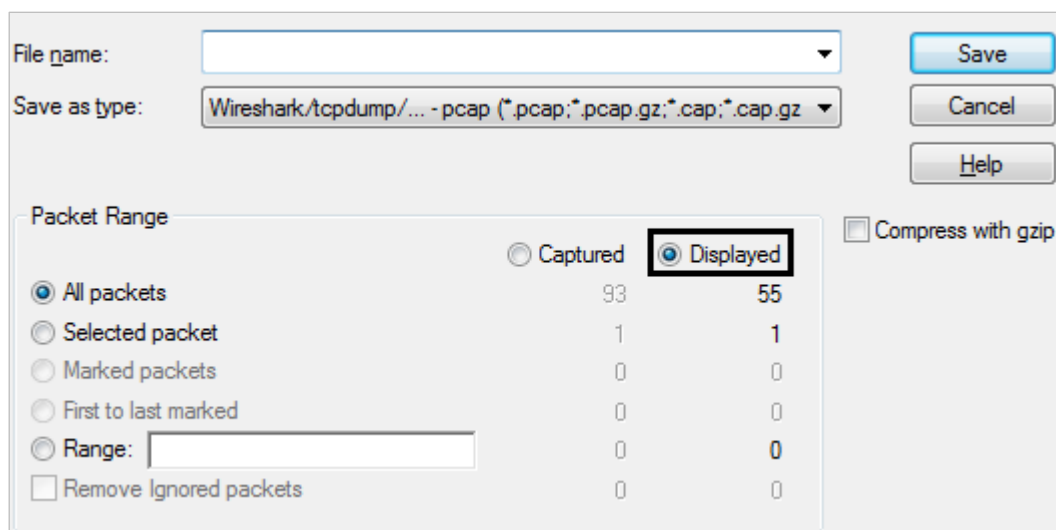 File name:
Save
Save as type: Wireshark/tcpdump/... - pcap (*.pcap;*.pcap.gz;*.cap;*.cap.gz
Cancel
Help
Packet Range
Compress with gzip
Captured Displayed
All packets 93 55
Selected packet 1 1
Marked packets 0 0
First to last marked 0 0
Range: 0 0
Remove Ignored packets 0 0